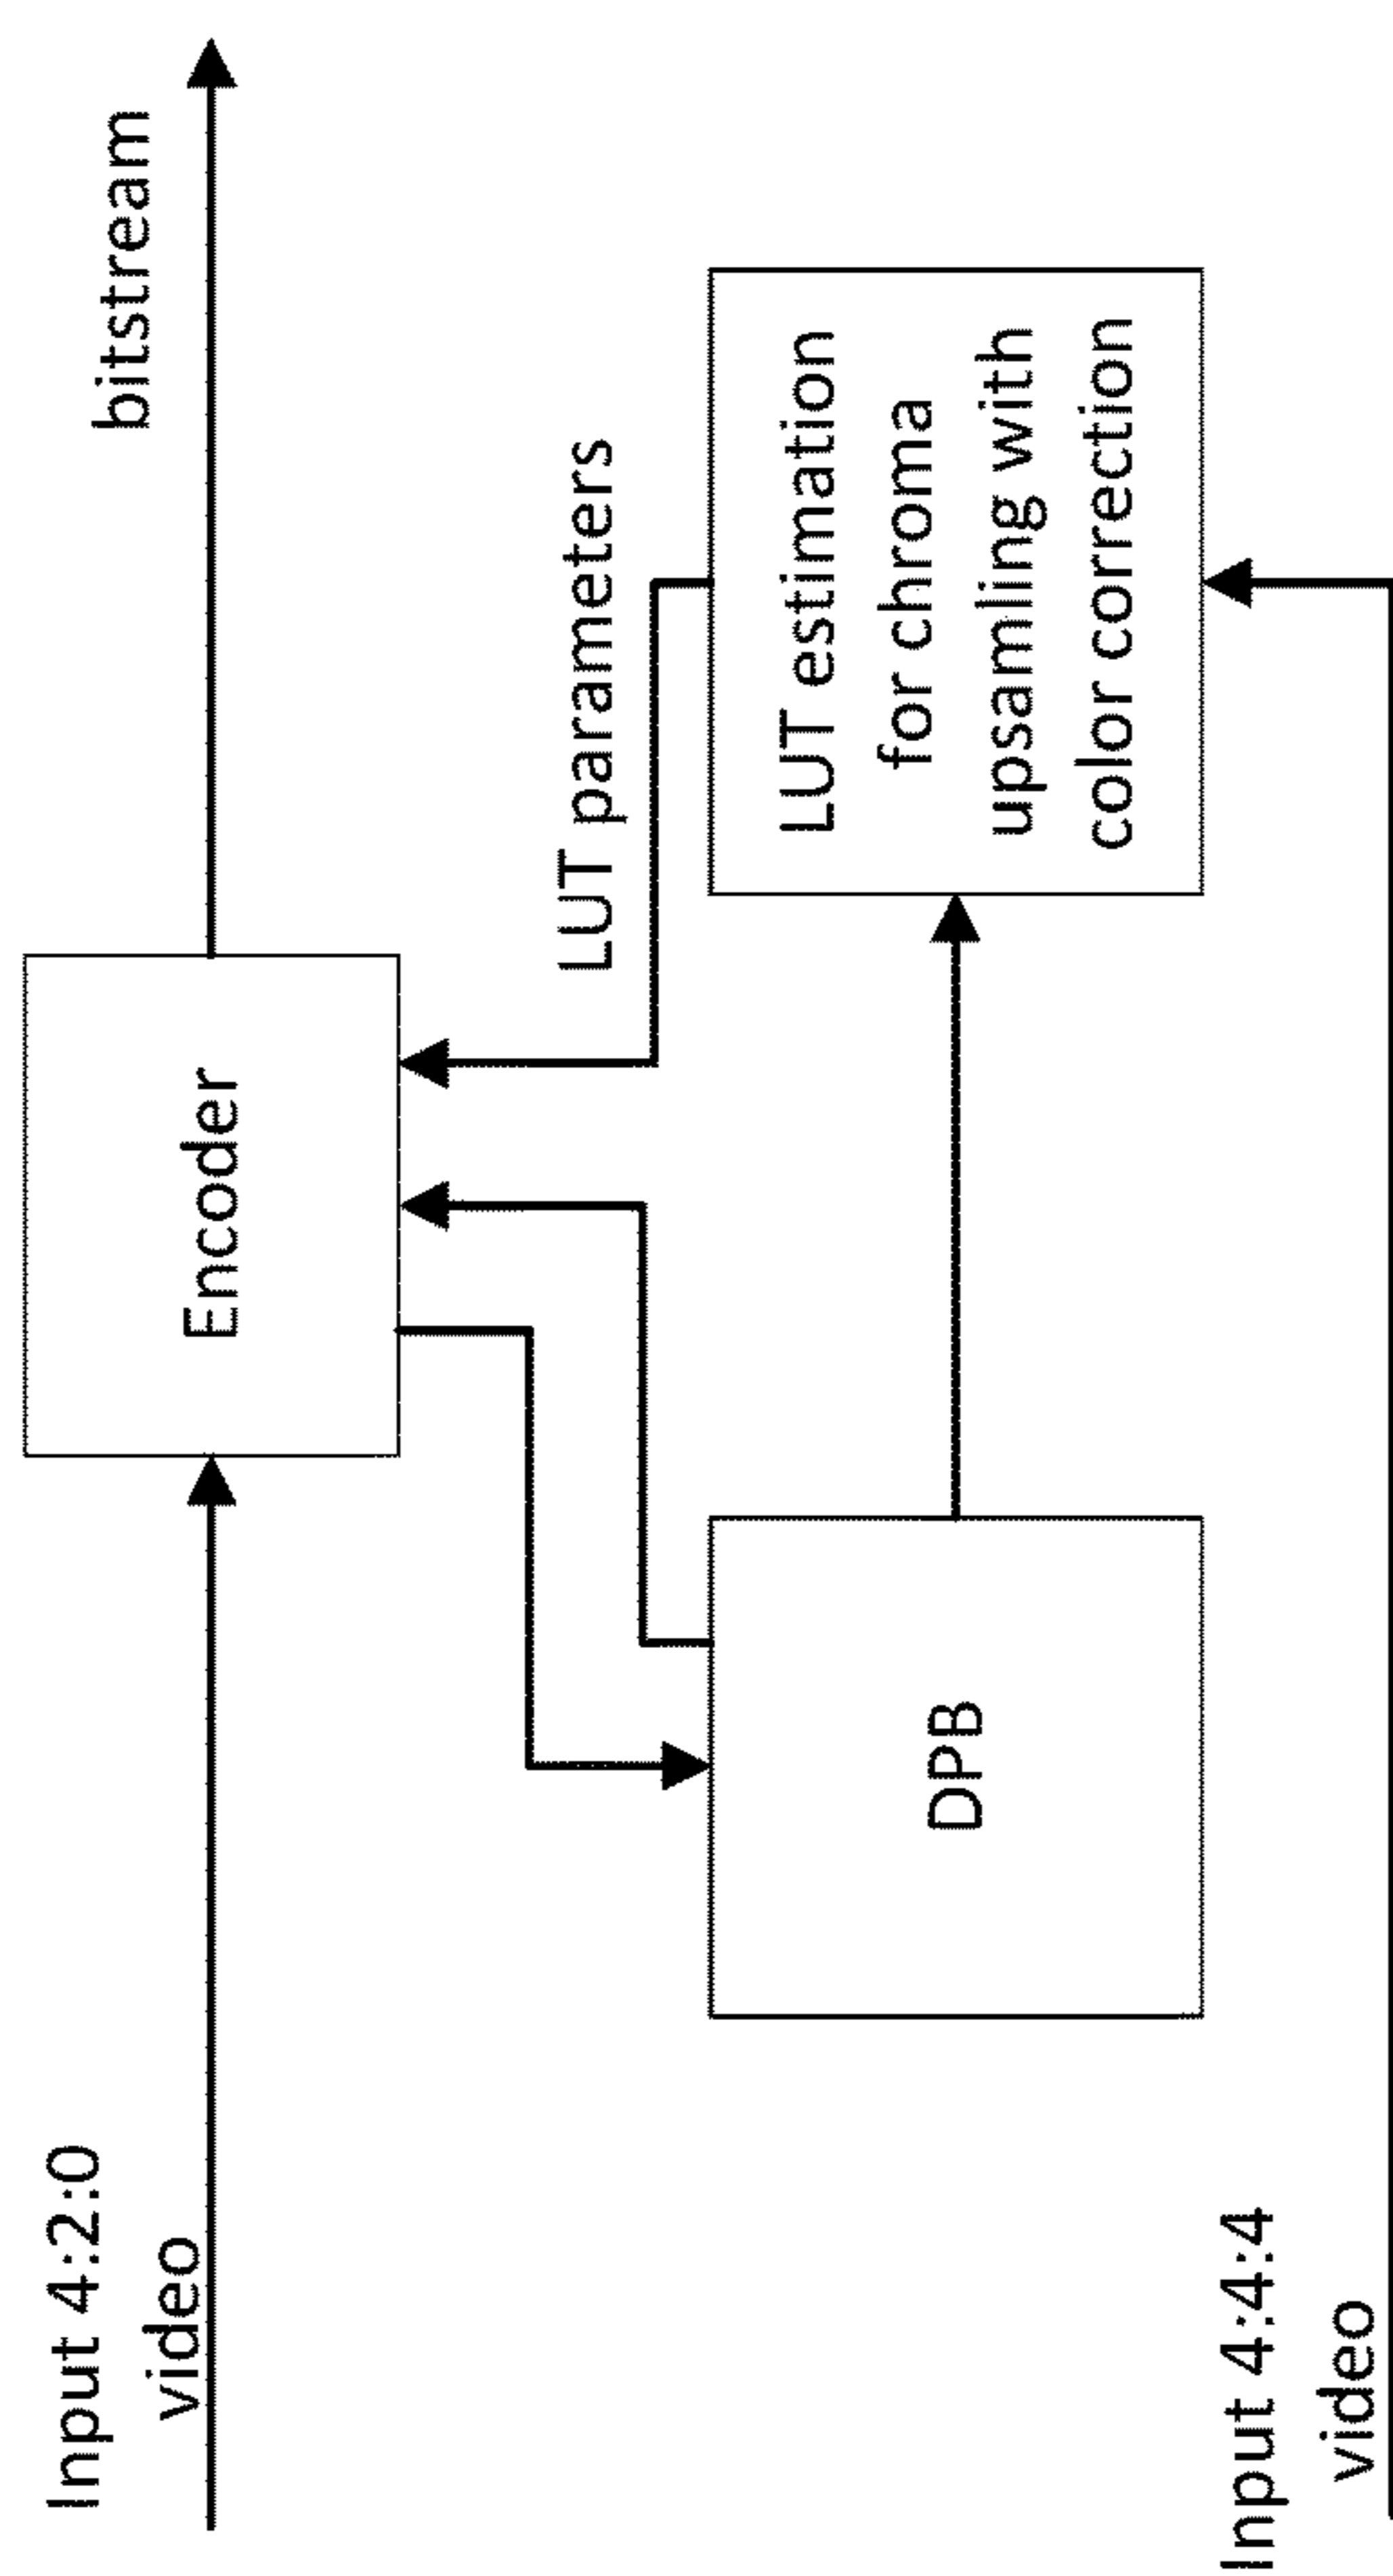 Input 4:2:0
video
Encoder
bitstream
LUT parameters
DPB
LUT estimation
for chroma
upsamling with
color correction
Input 4:4:4
video